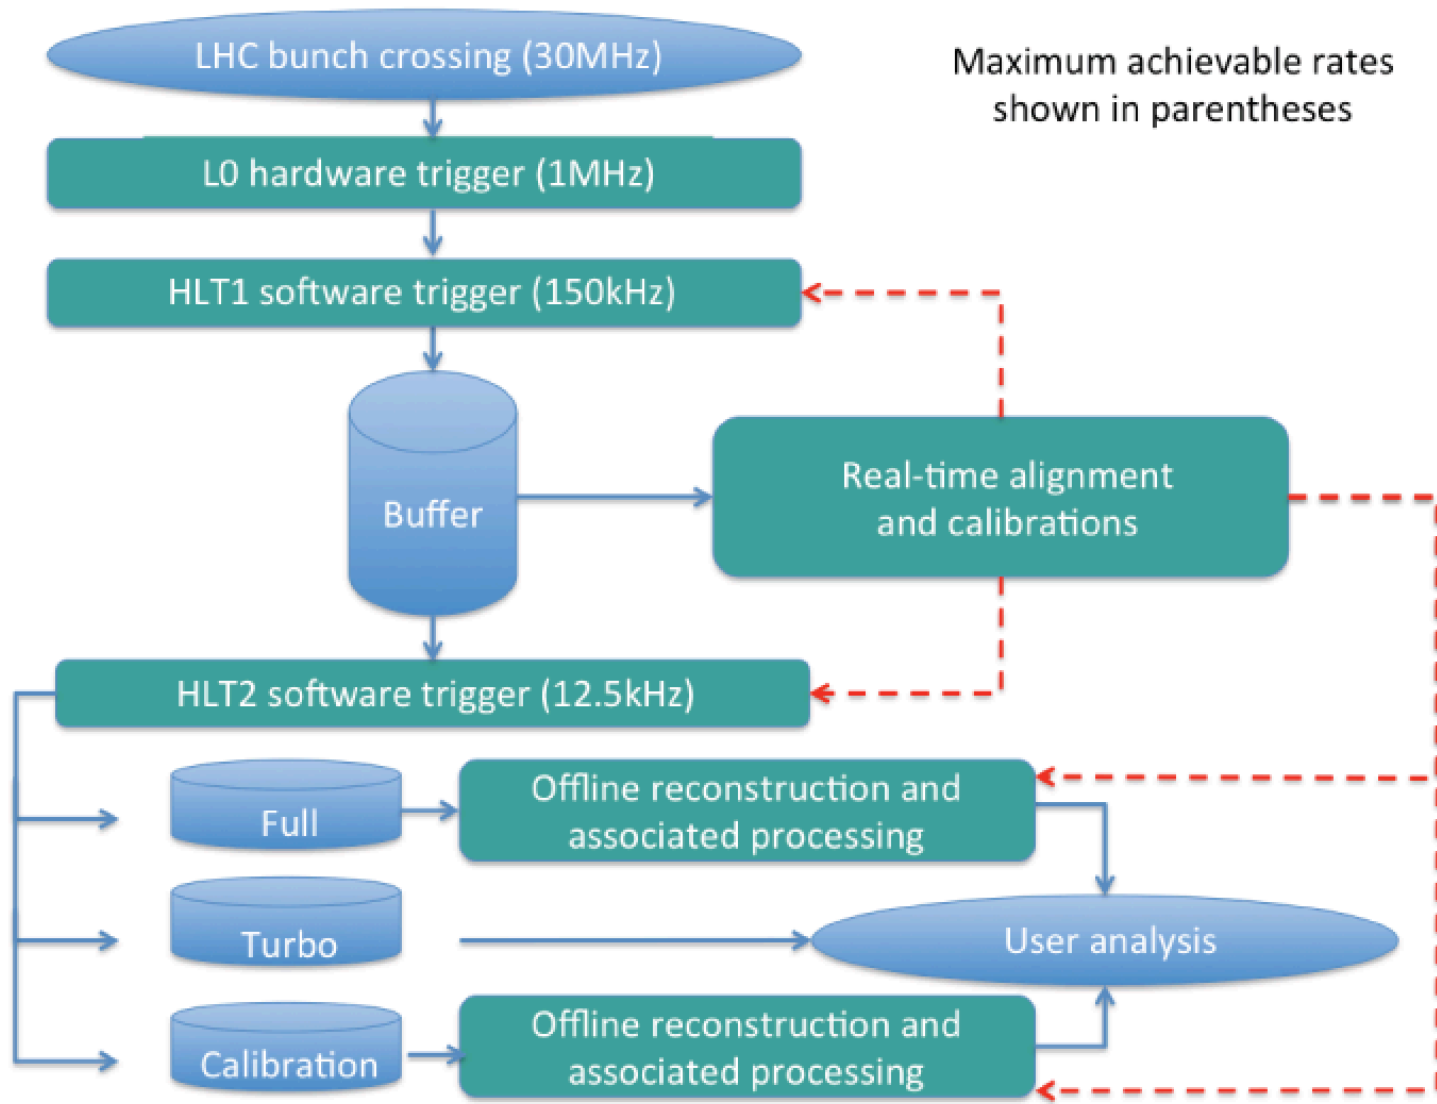 LHC bunch crossing (30MHz)
Maximum achievable rates
shown in parentheses
L0 hardware trigger (1MHz)
HLT1 software trigger (150kHz)
Buffer
Real-time alignment
and calibrations
HLT2 software trigger (12.5kHz)
Full
Offline reconstruction and
associated processing
Turbo
User analysis
Calibration
Offline reconstruction and
associated processing